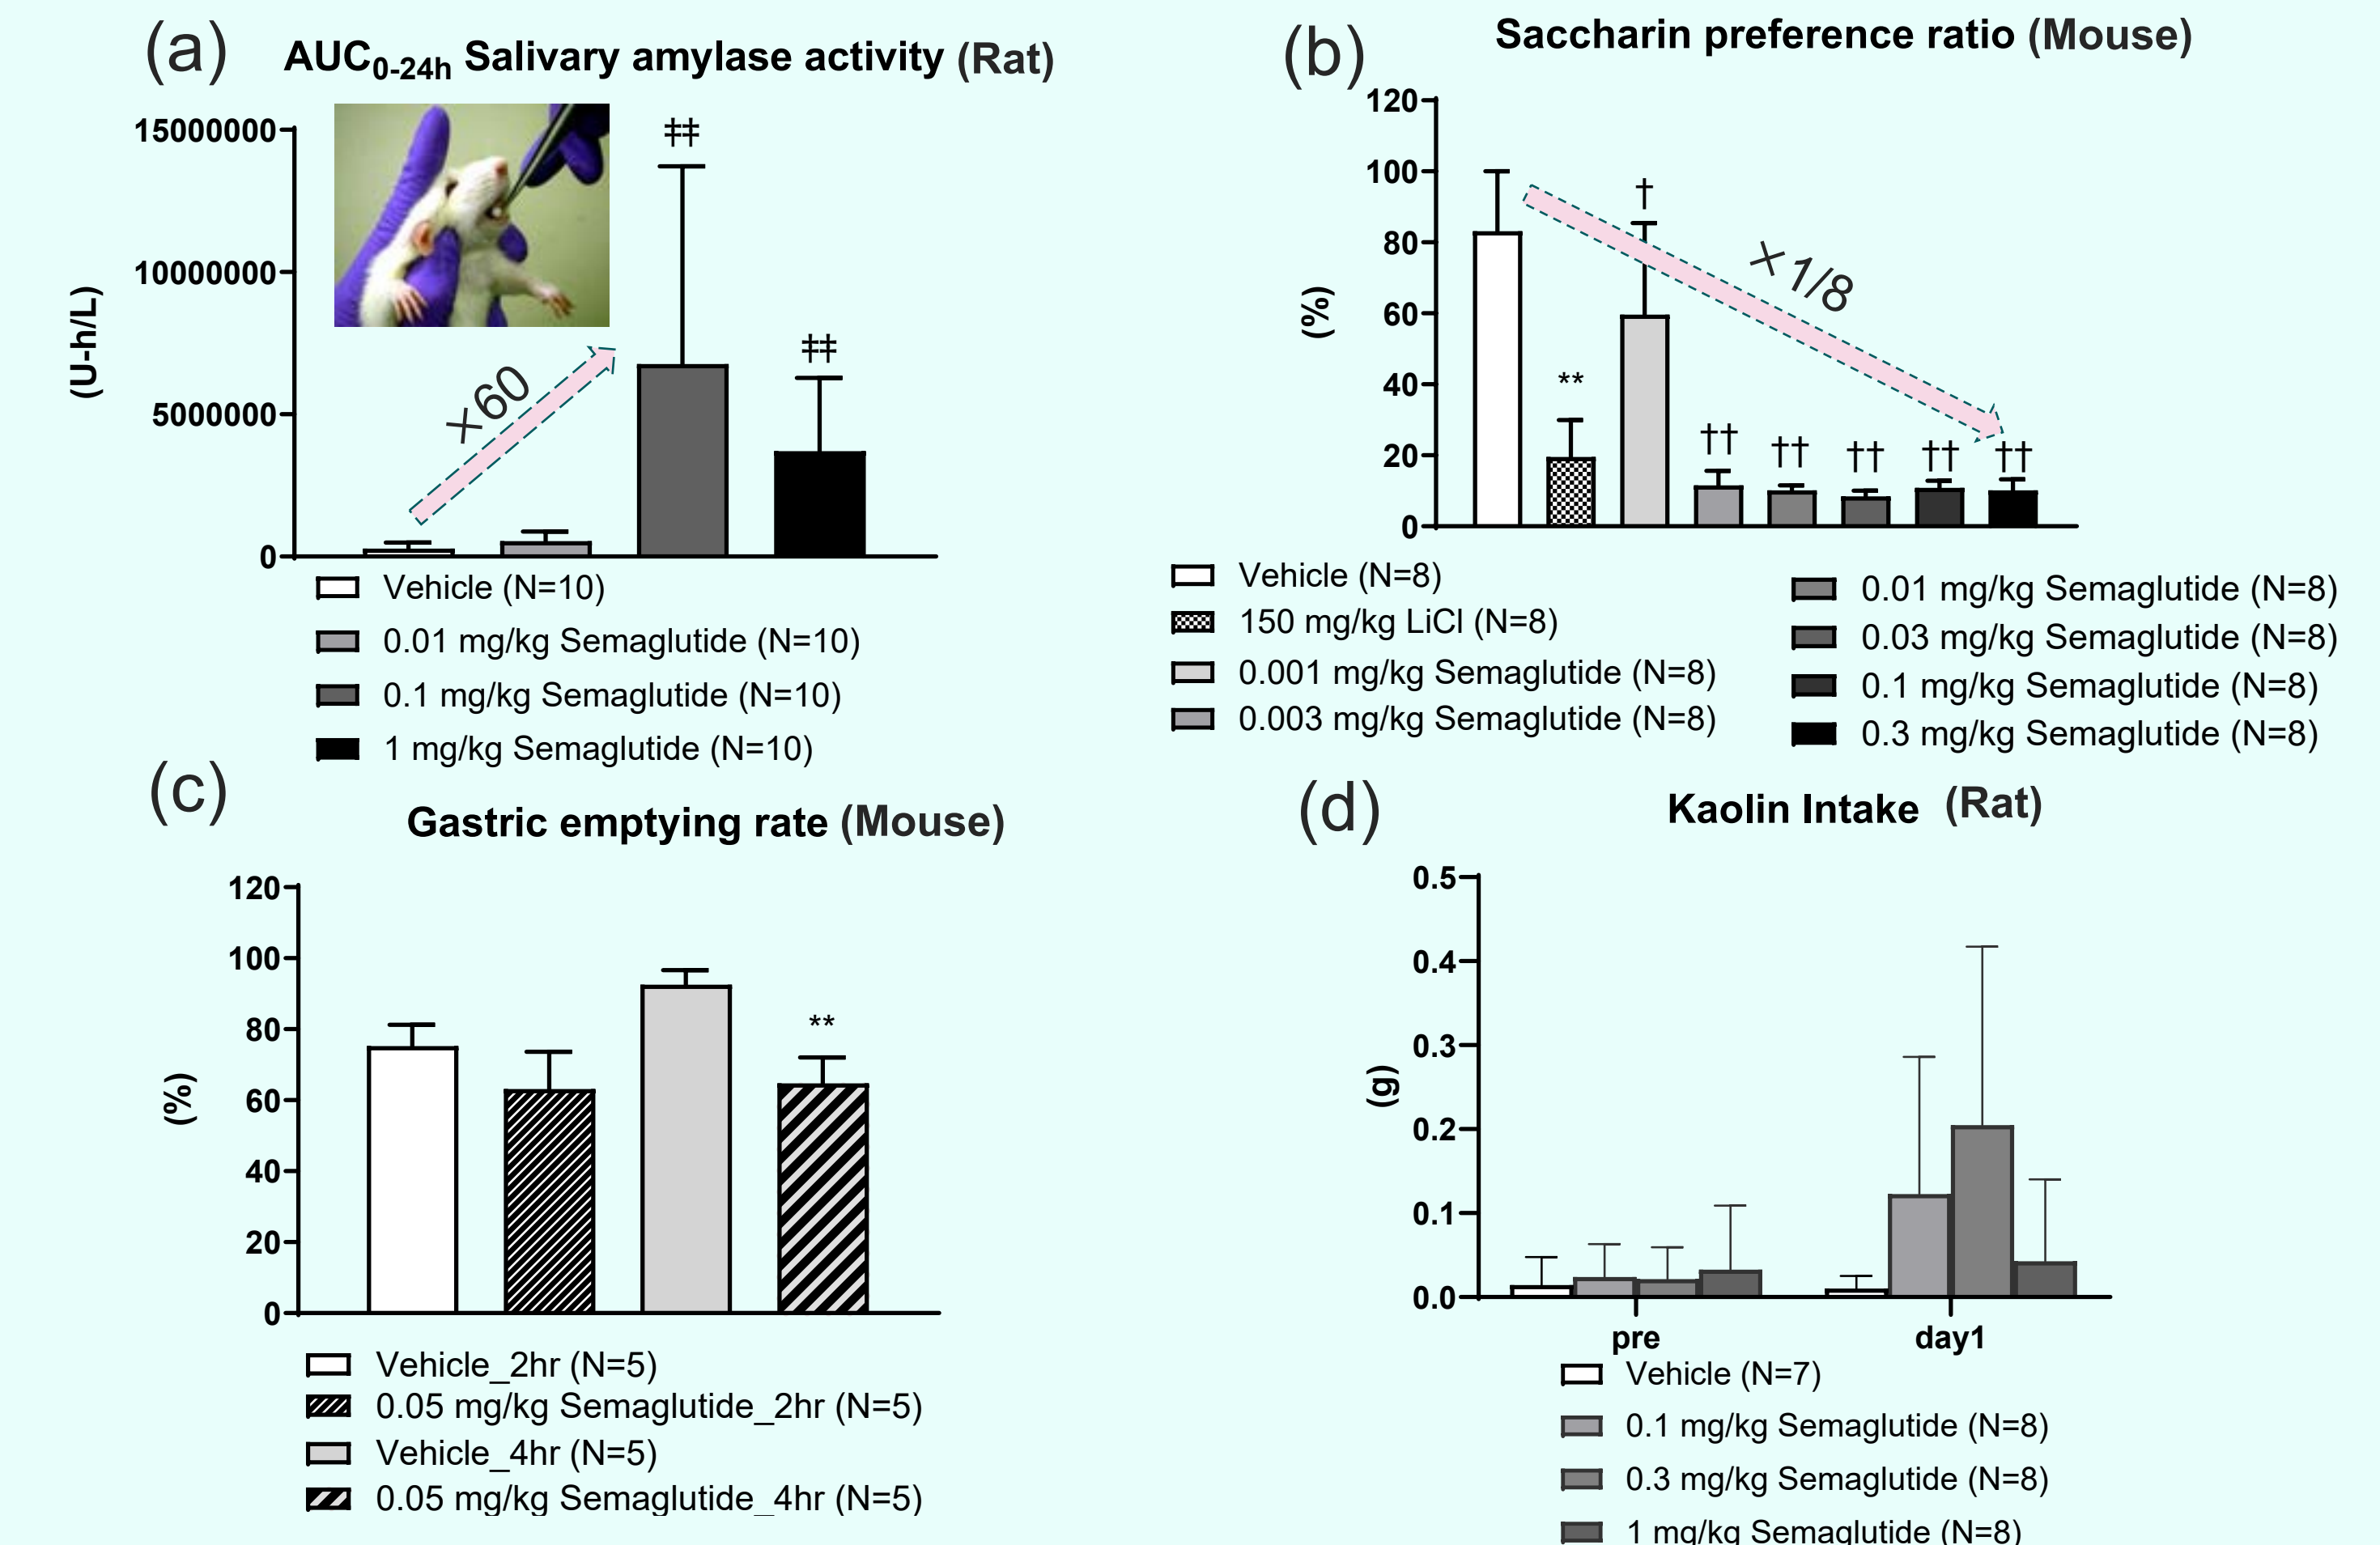 (a)
AUC0-24h Salivary amylase activity (Rat)
15000000
10000000
5000000
0
(U-h/L)
×60
‡‡
‡‡
Vehicle (N=10)
0.01 mg/kg Semaglutide (N=10)
0.1 mg/kg Semaglutide (N=10)
1 mg/kg Semaglutide (N=10)
(b)
Saccharin preference ratio (Mouse)
120
100
80
60
40
20
0
(%)
**
†
††
††
††
††
††
×1/8
Vehicle (N=8)
150 mg/kg LiCl (N=8)
0.001 mg/kg Semaglutide (N=8)
0.003 mg/kg Semaglutide (N=8)
0.01 mg/kg Semaglutide (N=8)
0.03 mg/kg Semaglutide (N=8)
0.1 mg/kg Semaglutide (N=8)
0.3 mg/kg Semaglutide (N=8)
(c)
Gastric emptying rate (Mouse)
120
100
80
60
40
20
0
(%)
**
Vehicle_2hr (N=5)
0.05 mg/kg Semaglutide_2hr (N=5)
Vehicle_4hr (N=5)
0.05 mg/kg Semaglutide_4hr (N=5)
(d)
Kaolin Intake (Rat)
0.5
0.4
0.3
0.2
0.1
0.0
(g)
pre
day1
Vehicle (N=7)
0.1 mg/kg Semaglutide (N=8)
0.3 mg/kg Semaglutide (N=8)
1 mg/kg Semaglutide (N=8)